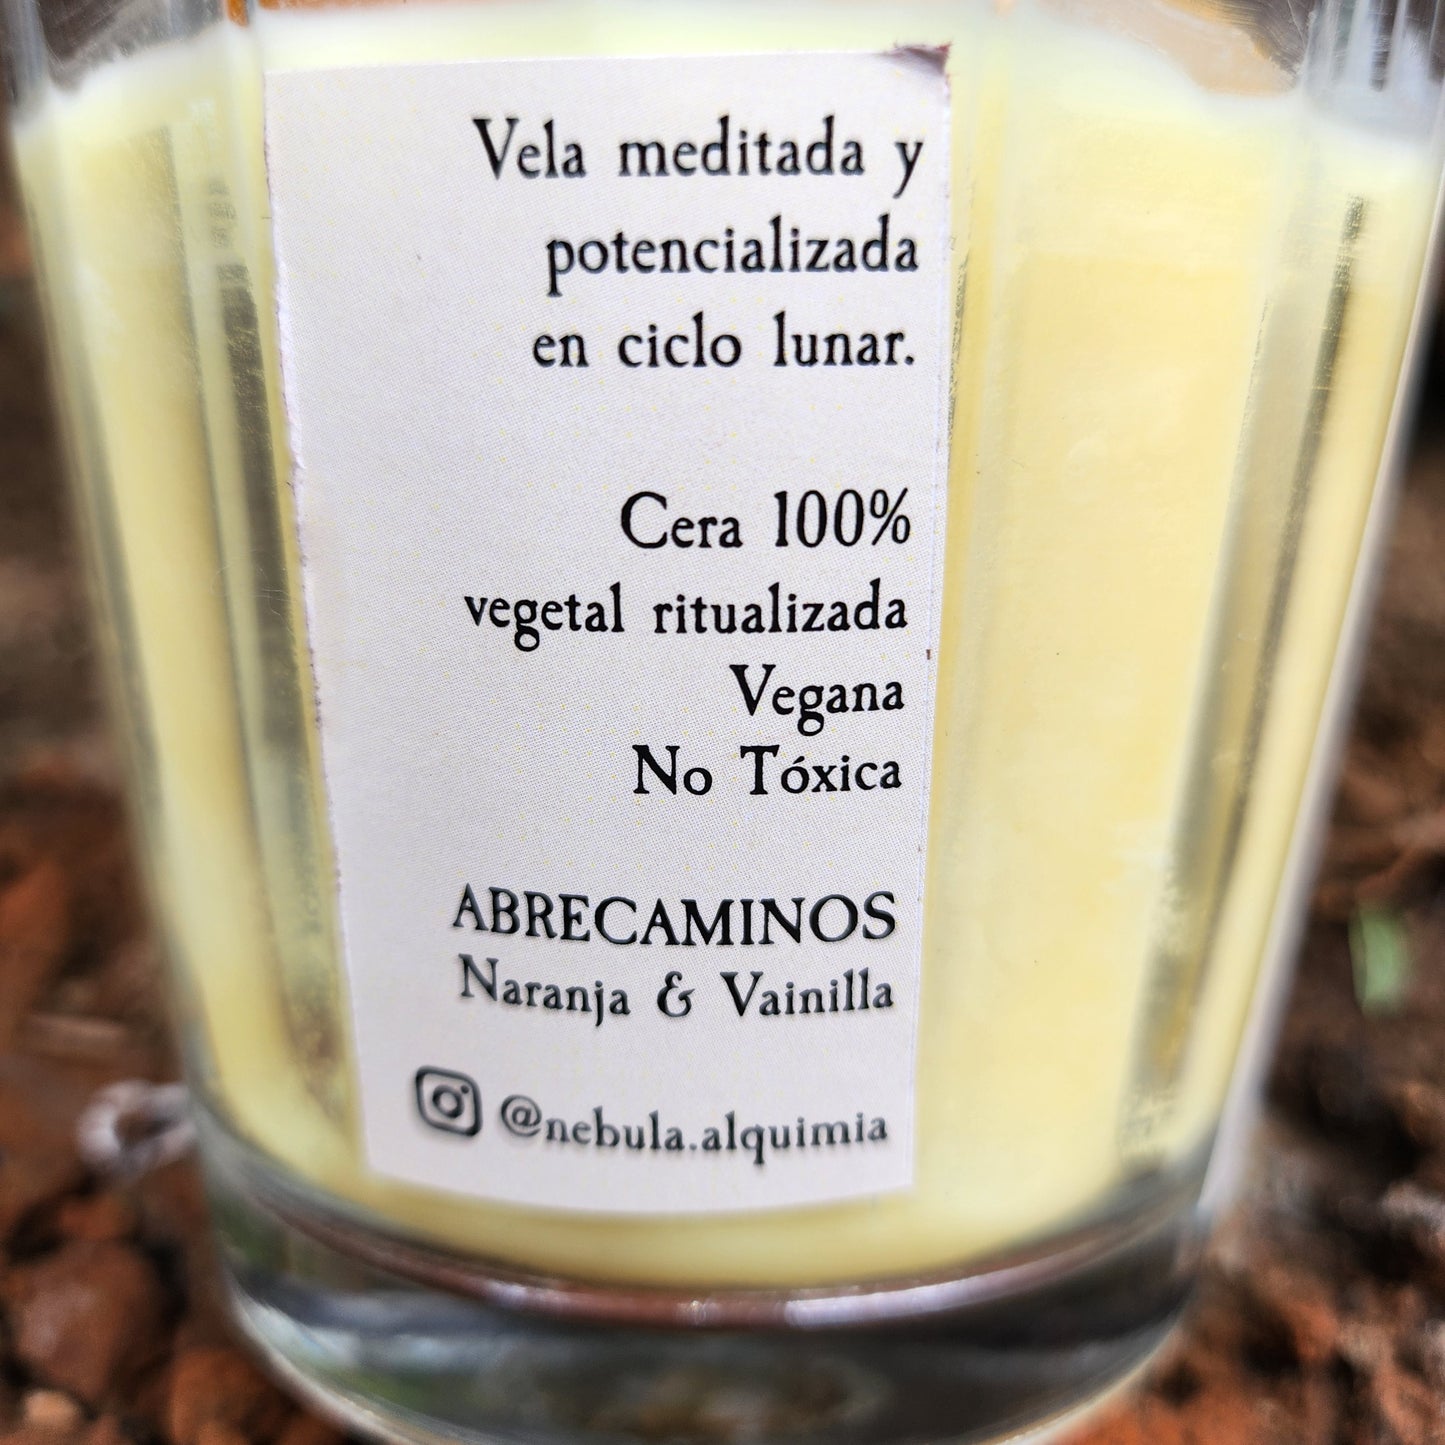 Vela meditada y
potencializada
en ciclo lunar.
Cera 100%
vegetal ritualizada
Vegana
No Tóxica
ABRECAMINOS
Naranja & Vainilla
@nebula.alquimia